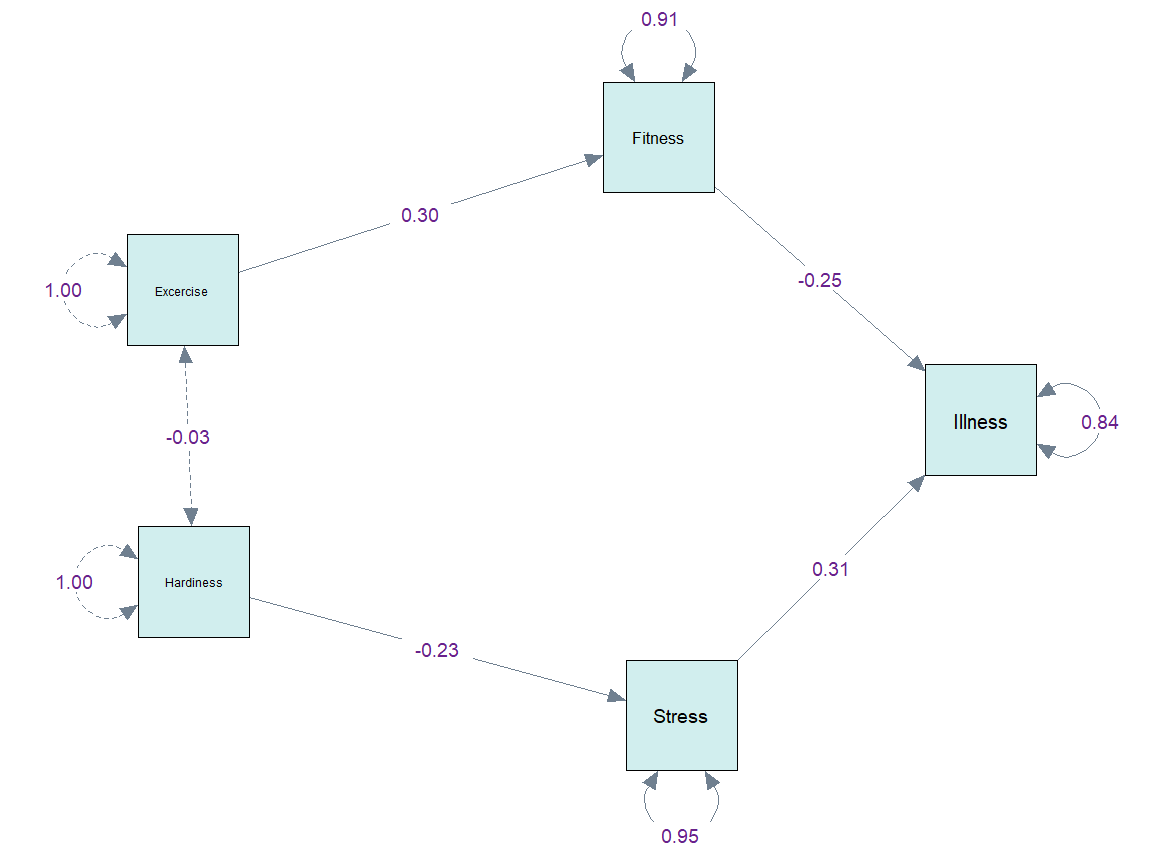 0.91
Fitness
0.30
-0.25
1.00
Excercise
Illness
0.84
-0.03
1.00
Hardiness
0.31
-0.23
Stress
0.95